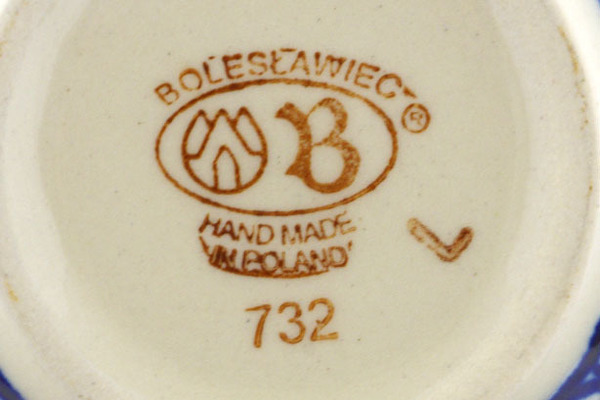 BOLESŁAWIEC ®
B
HAND MADE
IN POLAND
732